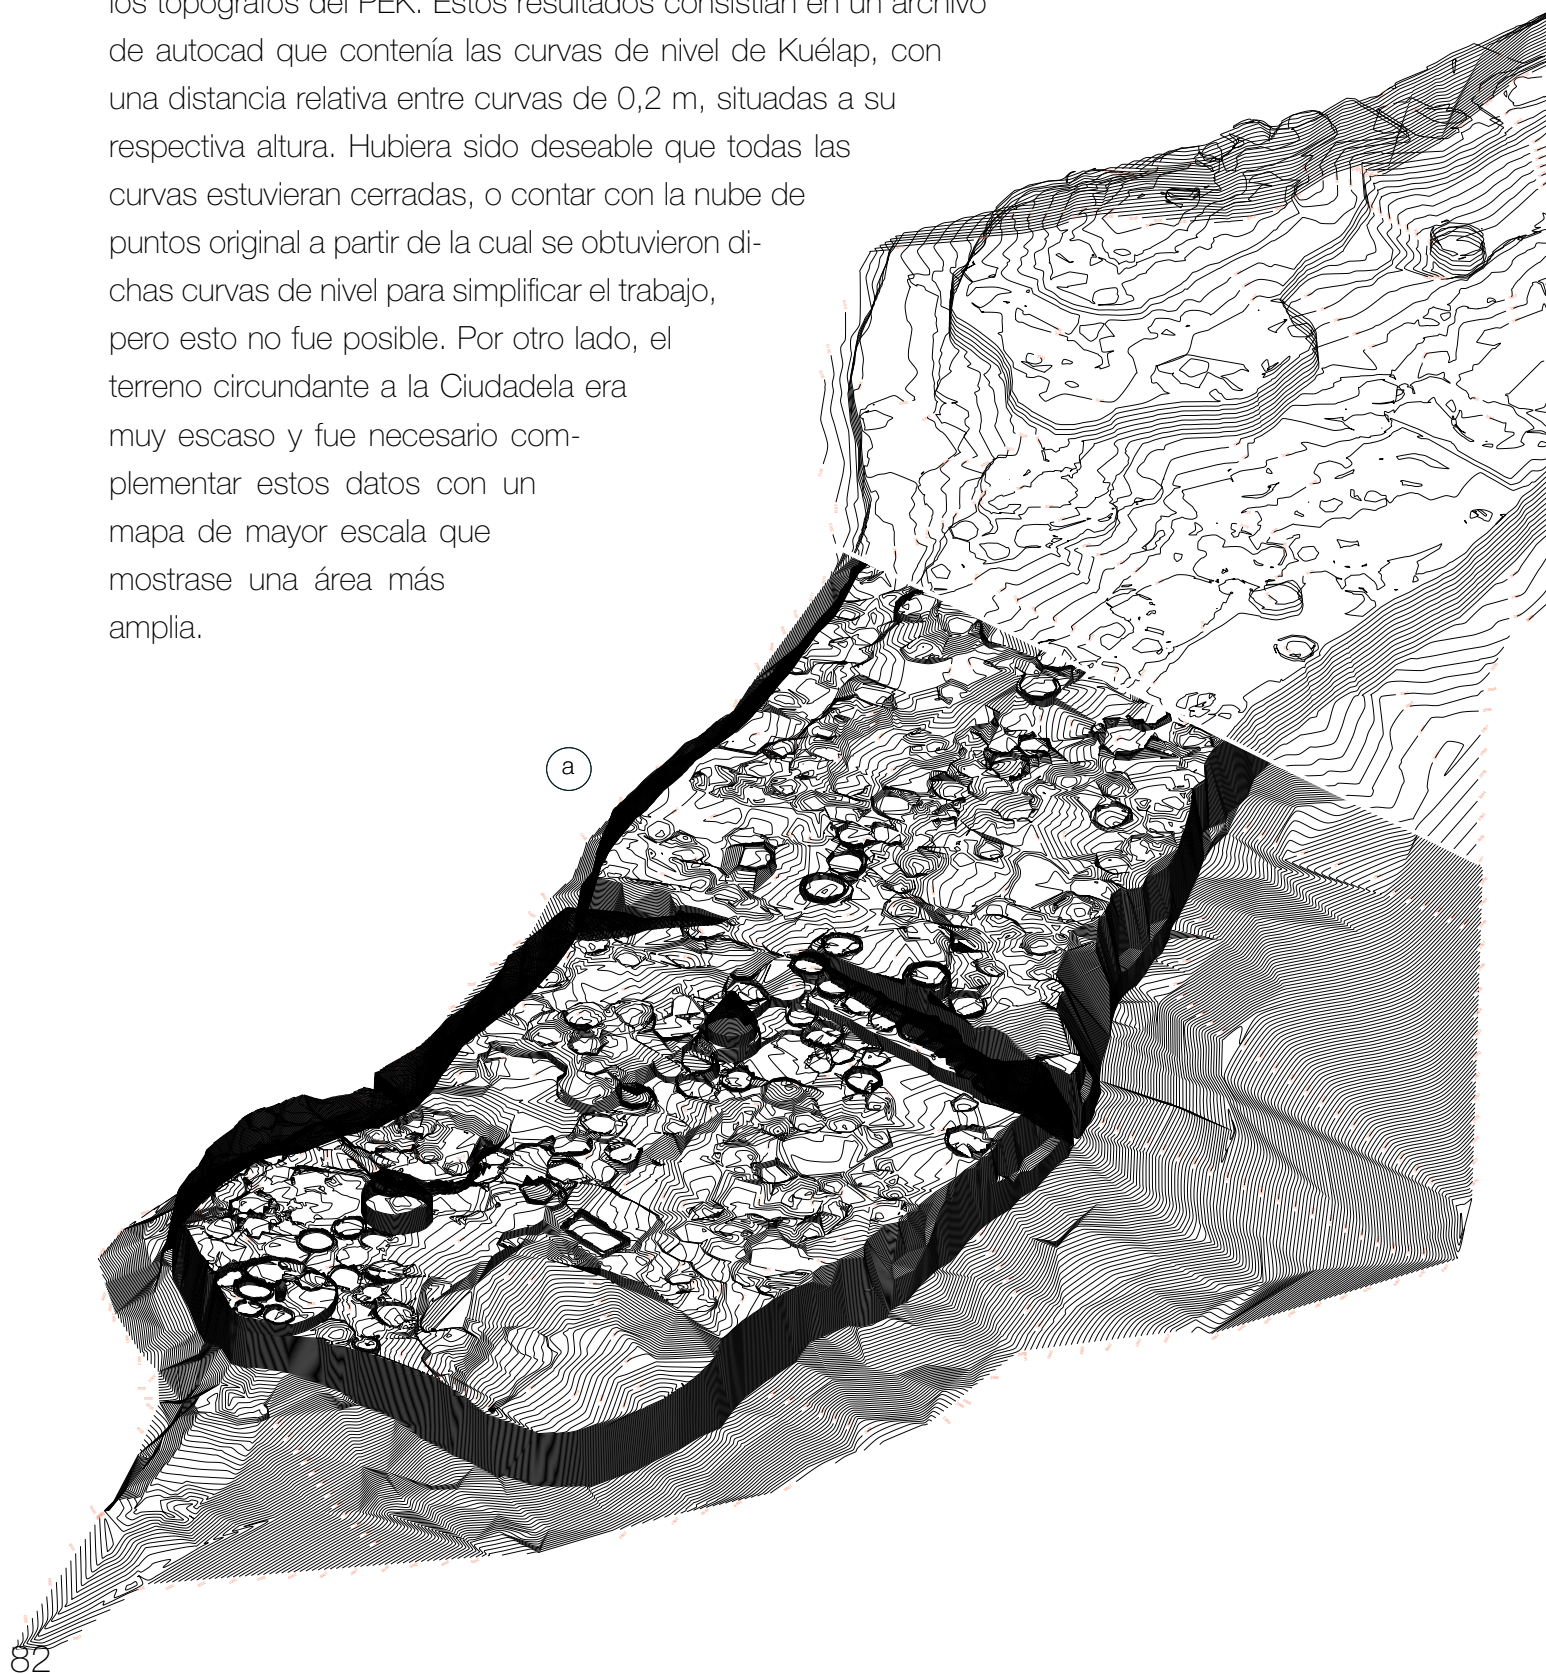 los topógrafos del PEK. Estos resultados consistían en un archivo
de autocad que contenía las curvas de nivel de Kuélap, con
una distancia relativa entre curvas de 0,2 m, situadas a su
respectiva altura. Hubiera sido deseable que todas las
curvas estuvieran cerradas, o contar con la nube de
puntos original a partir de la cual se obtuvieron di-
chas curvas de nivel para simplificar el trabajo,
pero esto no fue posible. Por otro lado, el
terreno circundante a la Ciudadela era
muy escaso y fue necesario com-
plementar estos datos con un
mapa de mayor escala que
mostrase una área más
amplia.
a
82